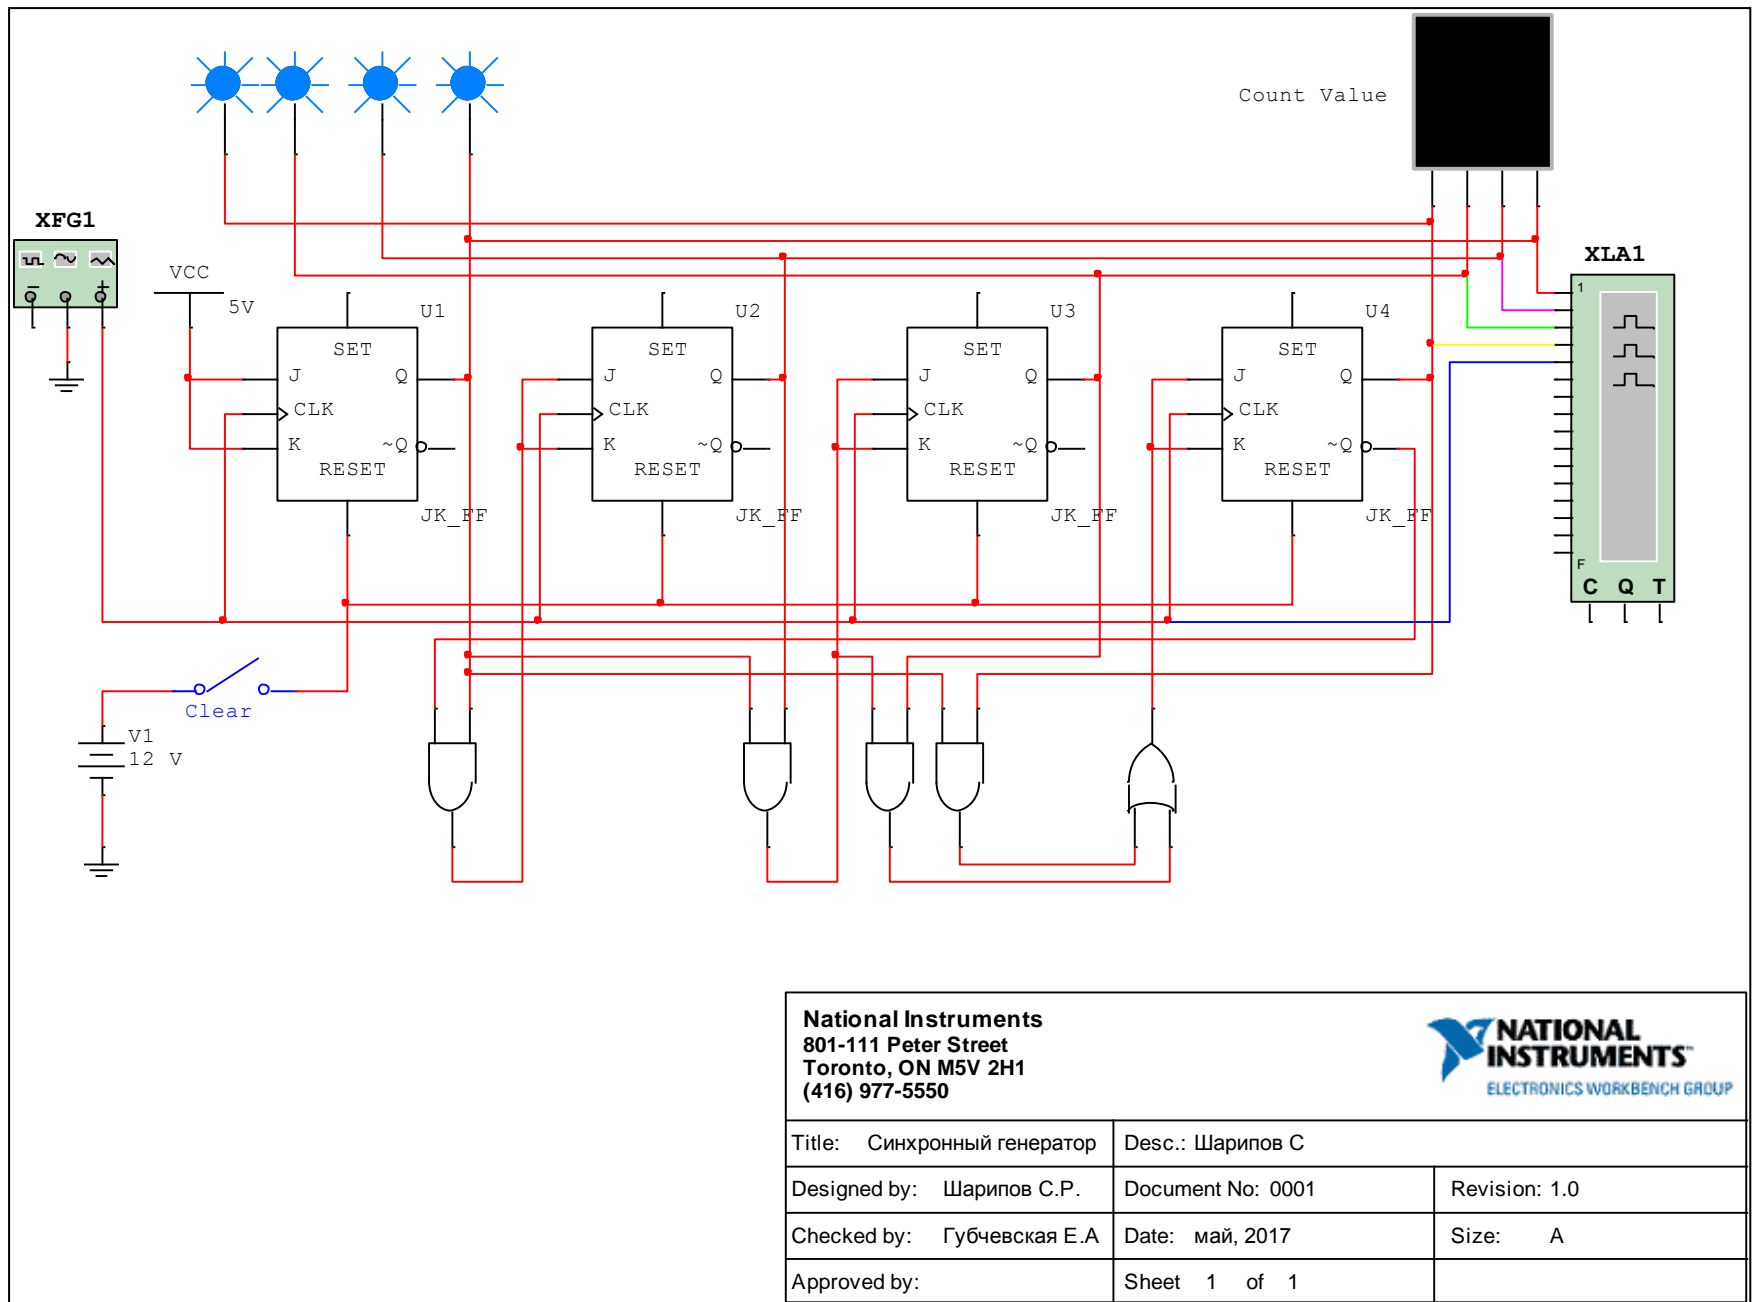 Count Value
XFG1
XLA1
VCC
5V
U1
U2
U3
U4
1
SET
SET
SET
SET
J
Q
J
Q
J
Q
J
Q
CLK
CLK
CLK
CLK
K
~Q
K
~Q
K
~Q
K
~Q
RESET
RESET
RESET
RESET
JK_FF
JK_FF
JK_FF
JK_FF
F
C Q T
Clear
V1
12 V
National Instruments
801-111 Peter Street
Toronto, ON M5V 2H1
(416) 977-5550
NATIONAL
INSTRUMENTS™
ELECTRONICS WORKBENCH GROUP
Title: Синхронный генератор
Desc.: Шарипов С
Designed by: Шарипов С.Р.
Document No: 0001
Revision: 1.0
Checked by: Губчевская Е.А
Date: май, 2017
Size: A
Approved by:
Sheet 1 of 1